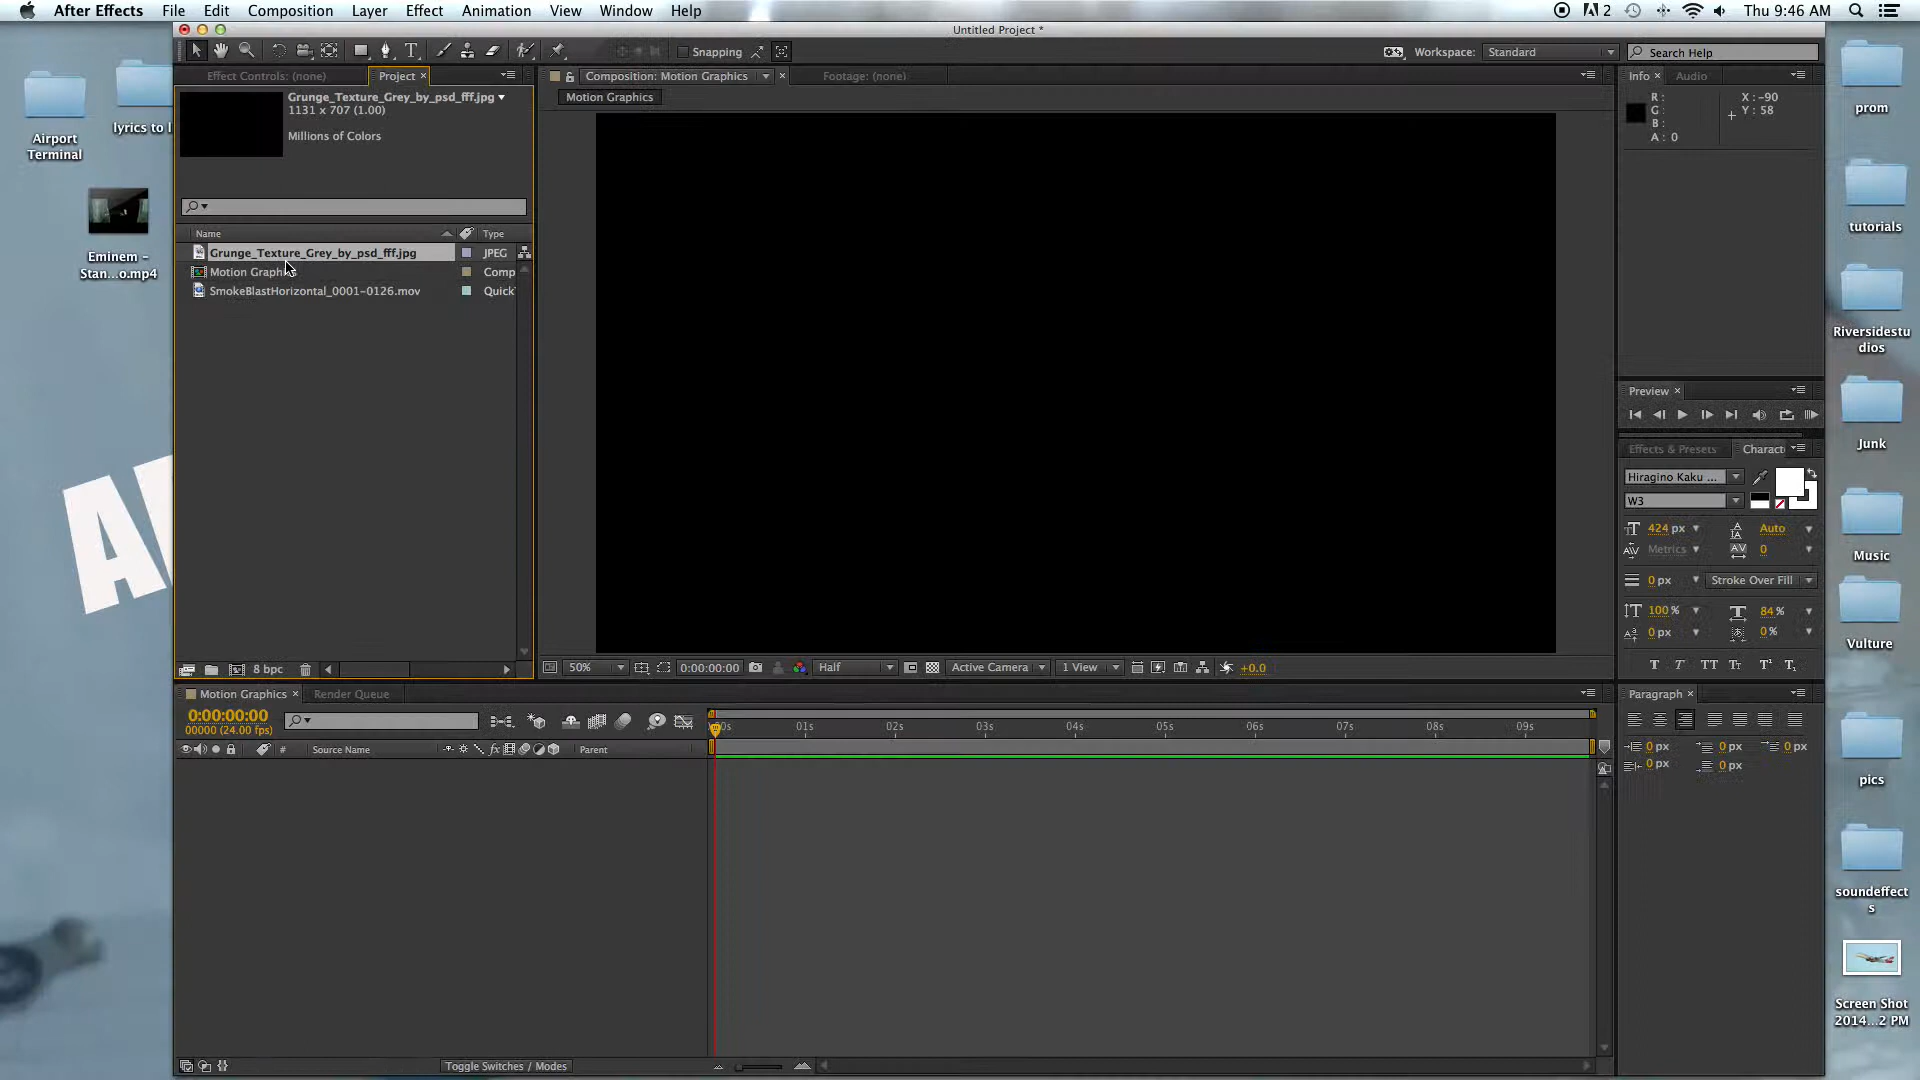 After Effects File Edit Composition Layer Effect Animation View Window Help
2 Thu 9:46 AM
Untitled Project *
Snapping
Workspace: Standard
Search Help
Effect Controls: (none)
Project
Composition: Motion Graphics
Footage: (none)
Info
Audio
Motion Graphics
Grunge_Texture_Grey_by_psd_fff.jpg
1131 x 707 (1.00)
Millions of Colors
R :
G :
B :
A : 0
X : -90
Y : 58
Name Type
Grunge_Texture_Grey_by_psd_fff.jpg JPEG
Motion Graphics Comp
SmokeBlastHorizontal_0001-0126.mov Quick
Preview
Effects & Presets
Charact
Hiragino Kaku ...
W3
424 px
Auto
Metrics
0
0 px
Stroke Over Fill
100 %
84 %
0 px
0 %
T T TT Tr T¹ T₁
8 bpc
50%
0:00:00:00
Half
Active Camera
1 View
+0.0
Motion Graphics
Render Queue
Paragraph
0:00:00:00
00000 (24.00 fps)
# Source Name
fx
Parent
00s 01s 02s 03s 04s 05s 06s 07s 08s 09s
0 px 0 px 0 px
0 px 0 px
Toggle Switches / Modes
Airport
Terminal
lyrics to l
Eminem -
Stan...o.mp4
prom
tutorials
Riversidestu
dios
Junk
Music
Vulture
pics
soundeffect
s
Screen Shot
2014...2 PM